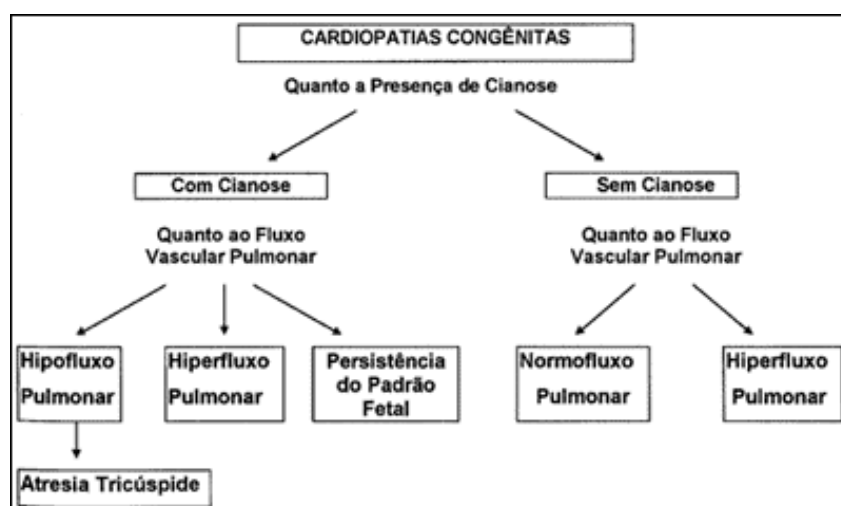 CARDIOPATIAS CONGÊNITAS
Quanto a Presença de Cianose
Com Cianose
Sem Cianose
Quanto ao Fluxo
Vascular Pulmonar
Quanto ao Fluxo
Vascular Pulmonar
Hipofluxo
Pulmonar
Hiperfluxo
Pulmonar
Persistência
do Padrão
Fetal
Normofluxo
Pulmonar
Hiperfluxo
Pulmonar
Atresia Tricúspide